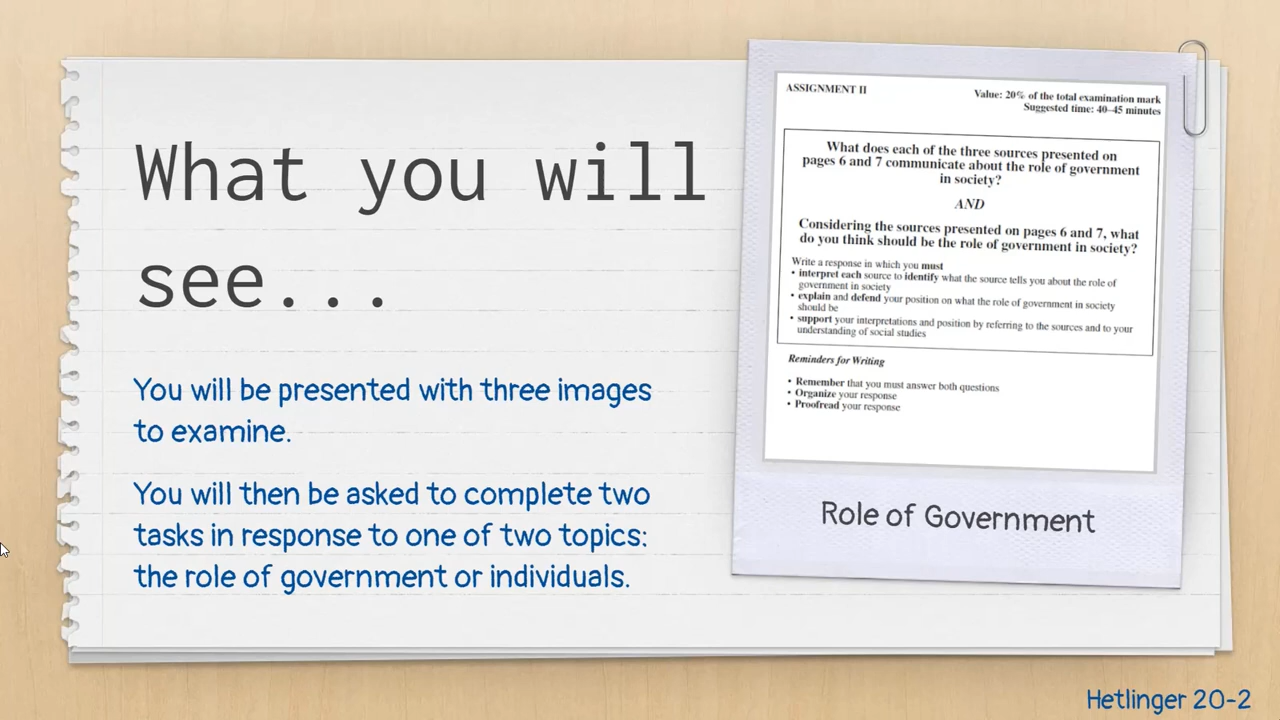 What you will
see...
You will be presented with three images
to examine.
You will then be asked to complete two
tasks in response to one of two topics:
the role of government or individuals.
ASSIGNMENT II
Value: 20% of the total examination mark
Suggested time: 40–45 minutes
What does each of the three sources presented on
pages 6 and 7 communicate about the role of government
in society?
AND
Considering the sources presented on pages 6 and 7, what
do you think should be the role of government in society?
Write a response in which you must
• interpret each source to identify what the source tells you about the role of
government in society
• explain and defend your position on what the role of government in society
should be
• support your interpretations and position by referring to the sources and to your
understanding of social studies
Reminders for Writing
• Remember that you must answer both questions
• Organize your response
• Proofread your response
Role of Government
Hetlinger 20-2